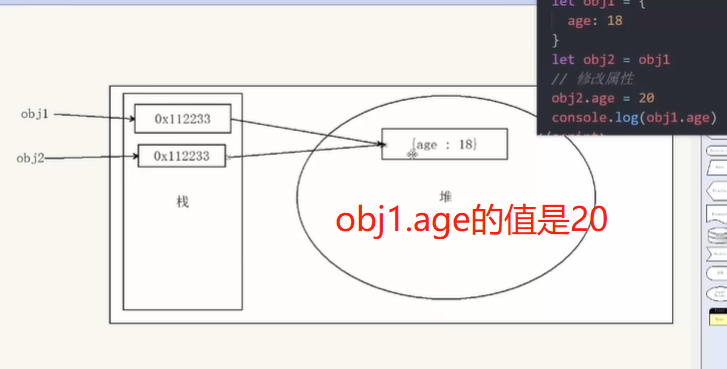 let obj1 = {
age: 18
}
let obj2 = obj1
// 修改属性
obj2.age = 20
console.log(obj1.age)
obj1
0x112233
obj2
0x112233
{age : 18}
栈
堆
obj1.age的值是20